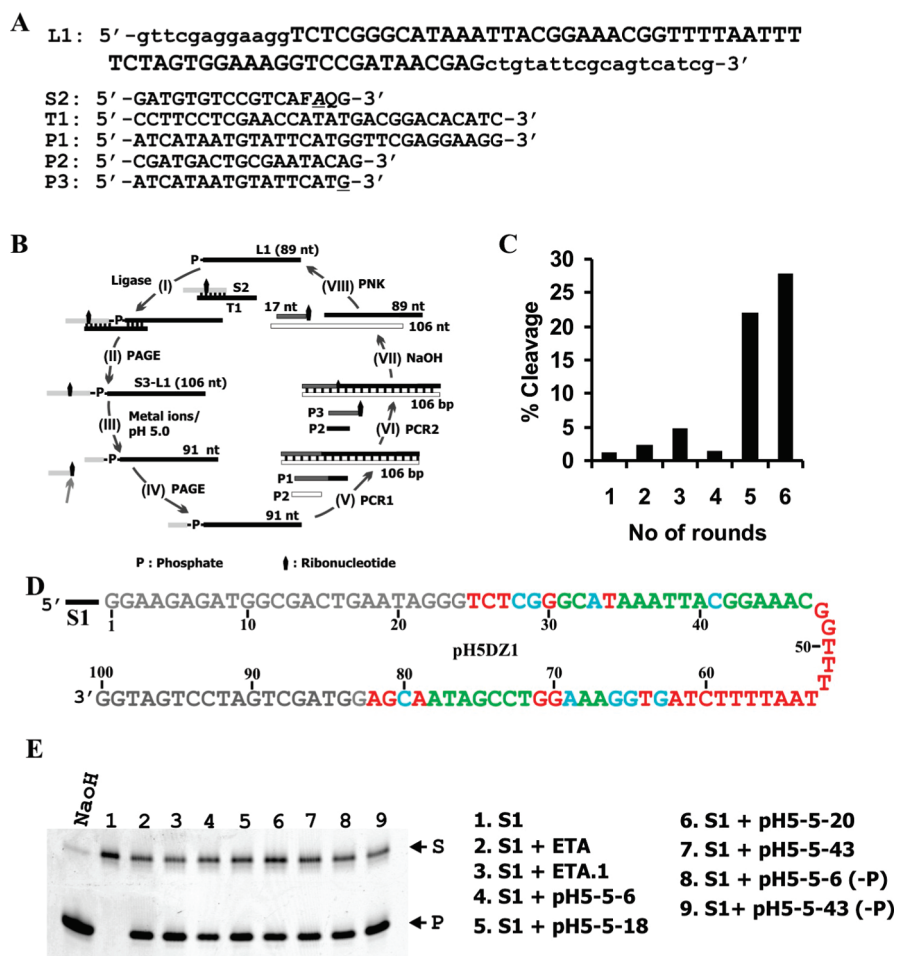 A
L1: 5'-gttcgaggaaggTCTCGGGCATAAATTACGGAAACGGTTTTAATTT
TCTAGTGGAAAGGTCCGATAACGAGctgtattcgcagtcatcg-3'
S2: 5'-GATGTGTCCGTCAFAQG-3'
T1: 5'-CCTTCCTCGAACCATATGACGGACACATC-3'
P1: 5'-ATCATAATGTATTCATGGTTCGAGGAAGG-3'
P2: 5'-CGATGACTGCGAATACAG-3'
P3: 5'-ATCATAATGTATTCATG-3'
B
L1 (89 nt)
P
Ligase
(I)
S2
T1
P
(II) PAGE
S3-L1 (106 nt)
P
(III)
Metal ions/
pH 5.0
91 nt
P
(IV) PAGE
91 nt
P
(V) PCR1
P1
P2
106 bp
(VI) PCR2
P3
P2
106 bp
(VII) NaOH
17 nt
89 nt
106 nt
(VIII) PNK
P : Phosphate
: Ribonucleotide
C
% Cleavage
30
25
20
15
10
5
0
1 2 3 4 5 6
No of rounds
D
5' S1 GGAAGAGATGGCGACTGAATAGGGTCTCGGGCATAAATTACGGAAAC
1 10 20 30 40
GGTTTT
50
pH5DZ1
100 90 80 70 60
3' GGTAGTCCTAGTCGATGGAGCAATAGCCTGGAAAGGTGATCTTTTAAT
E
NaoH 1 2 3 4 5 6 7 8 9
S
P
1. S1
2. S1 + ETA
3. S1 + ETA.1
4. S1 + pH5-5-6
5. S1 + pH5-5-18
6. S1 + pH5-5-20
7. S1 + pH5-5-43
8. S1 + pH5-5-6 (-P)
9. S1+ pH5-5-43 (-P)